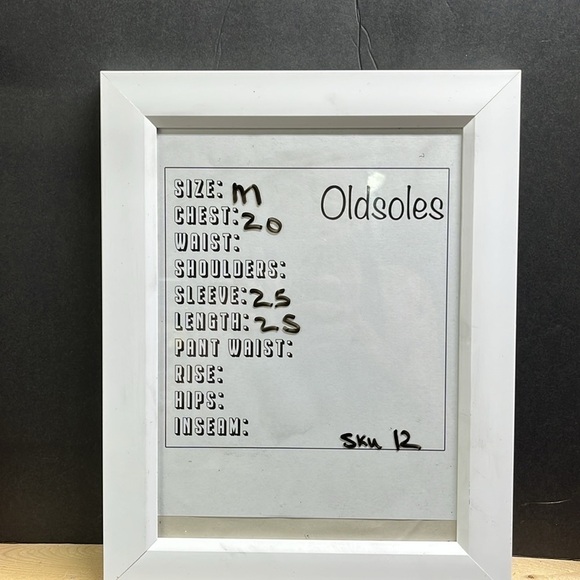 SIZE: M
Oldsoles
CHEST: 20
WAIST:
SHOULDERS:
SLEEVE: 25
LENGTH: 25
PANT WAIST:
RISE:
HIPS:
INSEAM:
SKU 12